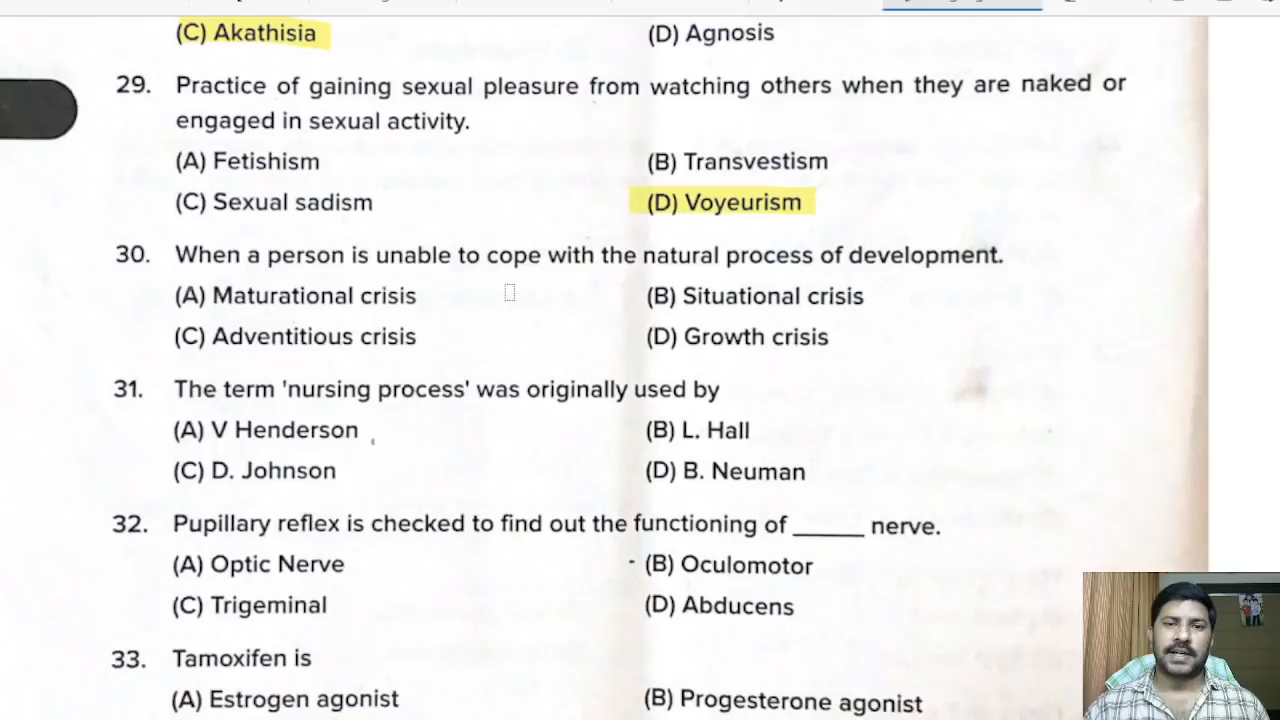 (C) Akathisia (D) Agnosis
29. Practice of gaining sexual pleasure from watching others when they are naked or
engaged in sexual activity.
(A) Fetishism (B) Transvestism
(C) Sexual sadism (D) Voyeurism
30. When a person is unable to cope with the natural process of development.
(A) Maturational crisis (B) Situational crisis
(C) Adventitious crisis (D) Growth crisis
31. The term 'nursing process' was originally used by
(A) V Henderson (B) L. Hall
(C) D. Johnson (D) B. Neuman
32. Pupillary reflex is checked to find out the functioning of _____ nerve.
(A) Optic Nerve (B) Oculomotor
(C) Trigeminal (D) Abducens
33. Tamoxifen is
(A) Estrogen agonist (B) Progesterone agonist